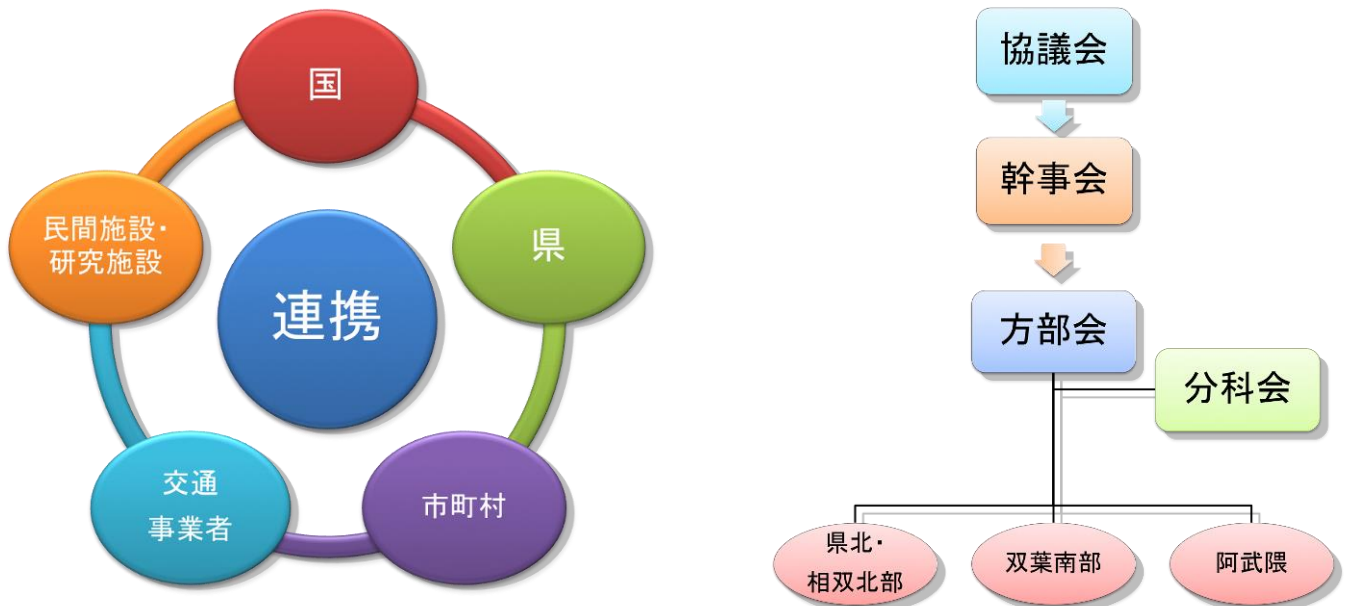 国
県
市町村
交通
事業者
民間施設・
研究施設
連携
協議会
幹事会
方部会
分科会
県北・
相双北部
双葉南部
阿武隈